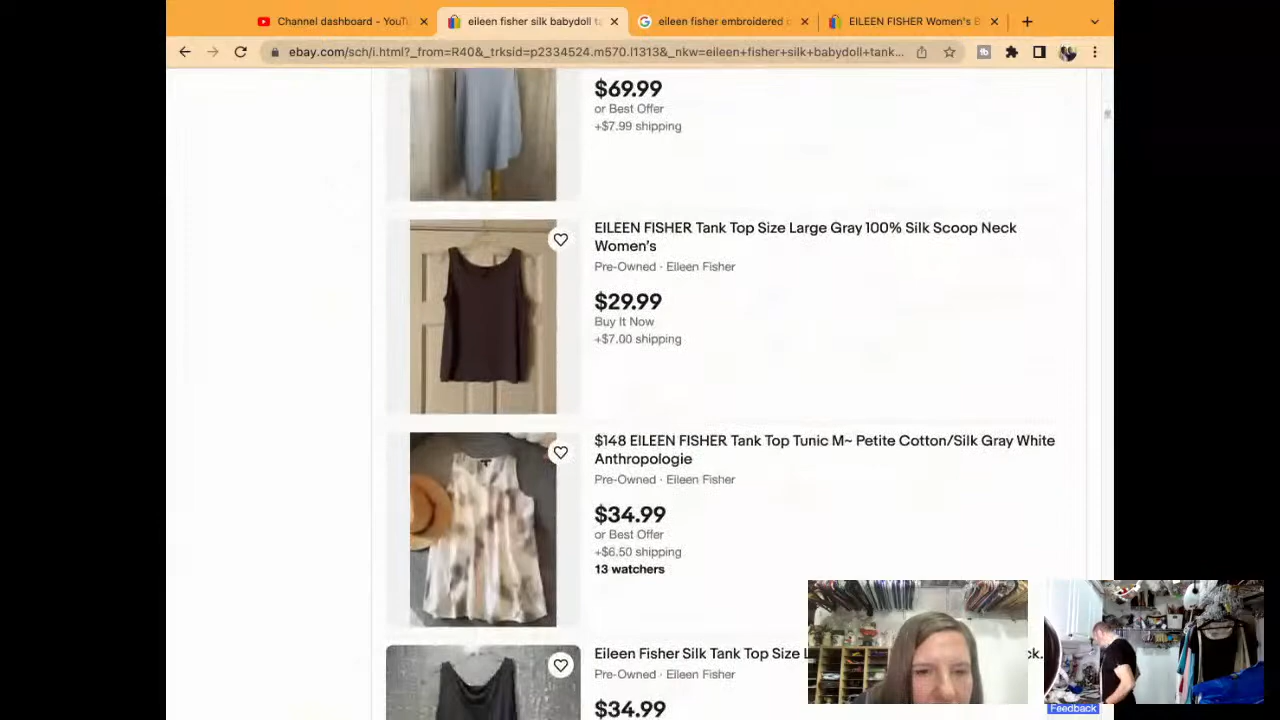 Channel dashboard - YouTu
eileen fisher silk babydoll ta
eileen fisher embroidered
EILEEN FISHER Women's B
ebay.com/sch/i.html?_from=R40&_trksid=p2334524.m570.l1313&_nkw=eileen+fisher+silk+babydoll+tank...
$69.99
or Best Offer
+$7.99 shipping
EILEEN FISHER Tank Top Size Large Gray 100% Silk Scoop Neck
Women's
Pre-Owned · Eileen Fisher
$29.99
Buy It Now
+$7.00 shipping
$148 EILEEN FISHER Tank Top Tunic M~ Petite Cotton/Silk Gray White
Anthropologie
Pre-Owned · Eileen Fisher
$34.99
or Best Offer
+$6.50 shipping
13 watchers
Eileen Fisher Silk Tank Top Size L
Pre-Owned · Eileen Fisher
$34.99
Feedback